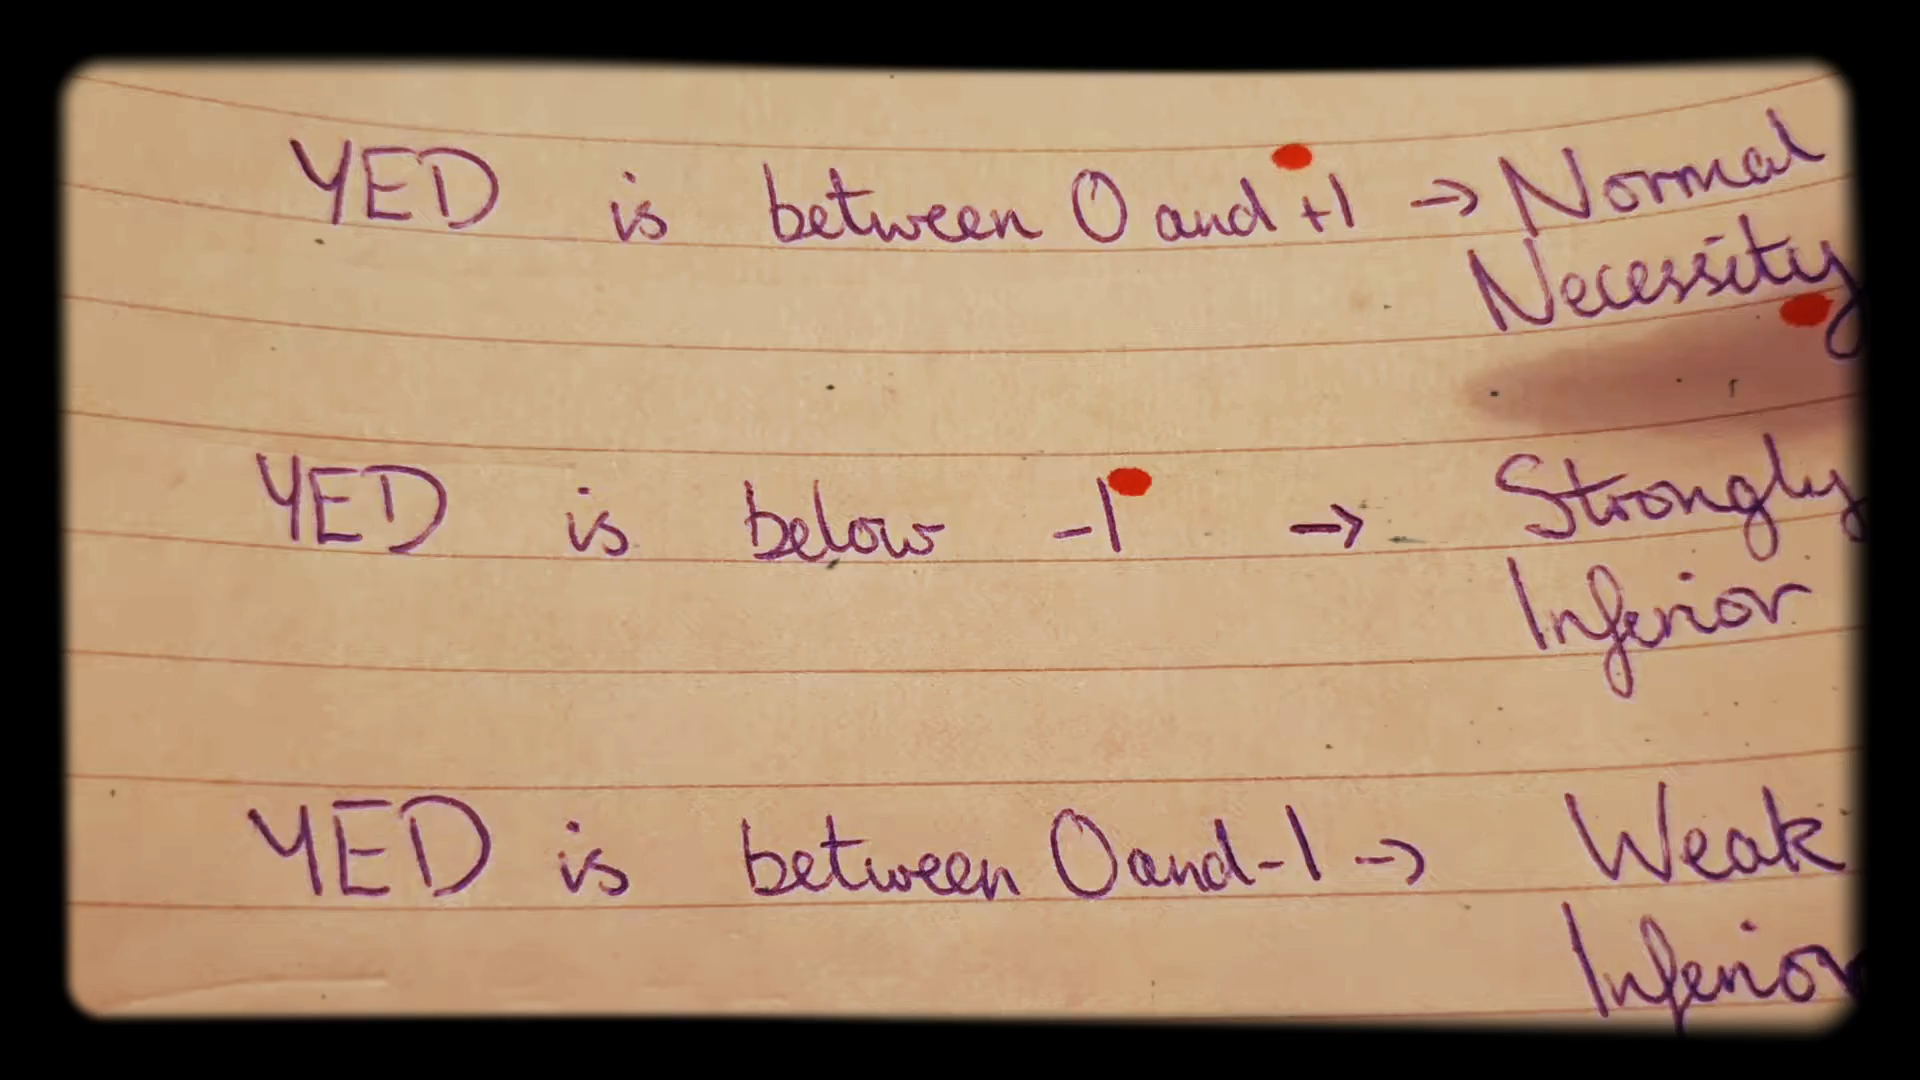 YED is between 0 and +1 → Normal
Necessity
YED is below -1 → Strongly
Inferior
YED is between 0 and -1 → Weak
Inferior